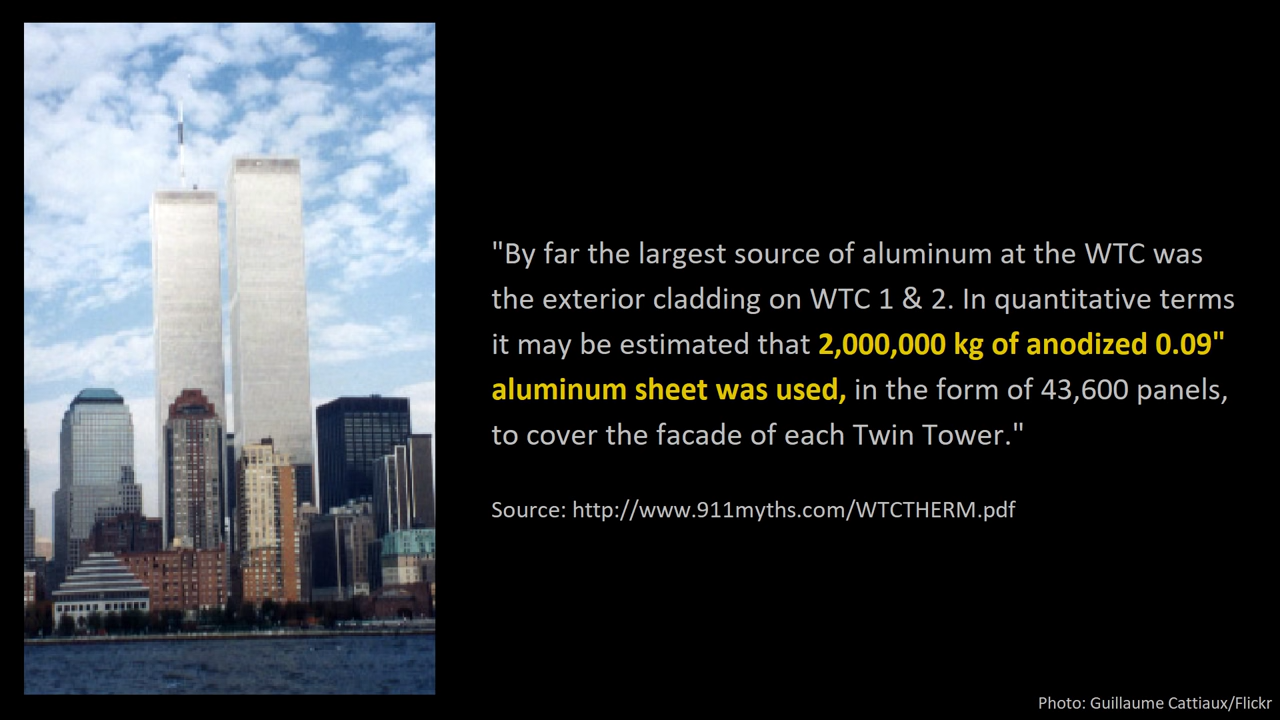 "By far the largest source of aluminum at the WTC was
the exterior cladding on WTC 1 & 2. In quantitative terms
it may be estimated that 2,000,000 kg of anodized 0.09"
aluminum sheet was used, in the form of 43,600 panels,
to cover the facade of each Twin Tower."
Source: http://www.911myths.com/WTCTHERM.pdf
Photo: Guillaume Cattiaux/Flickr